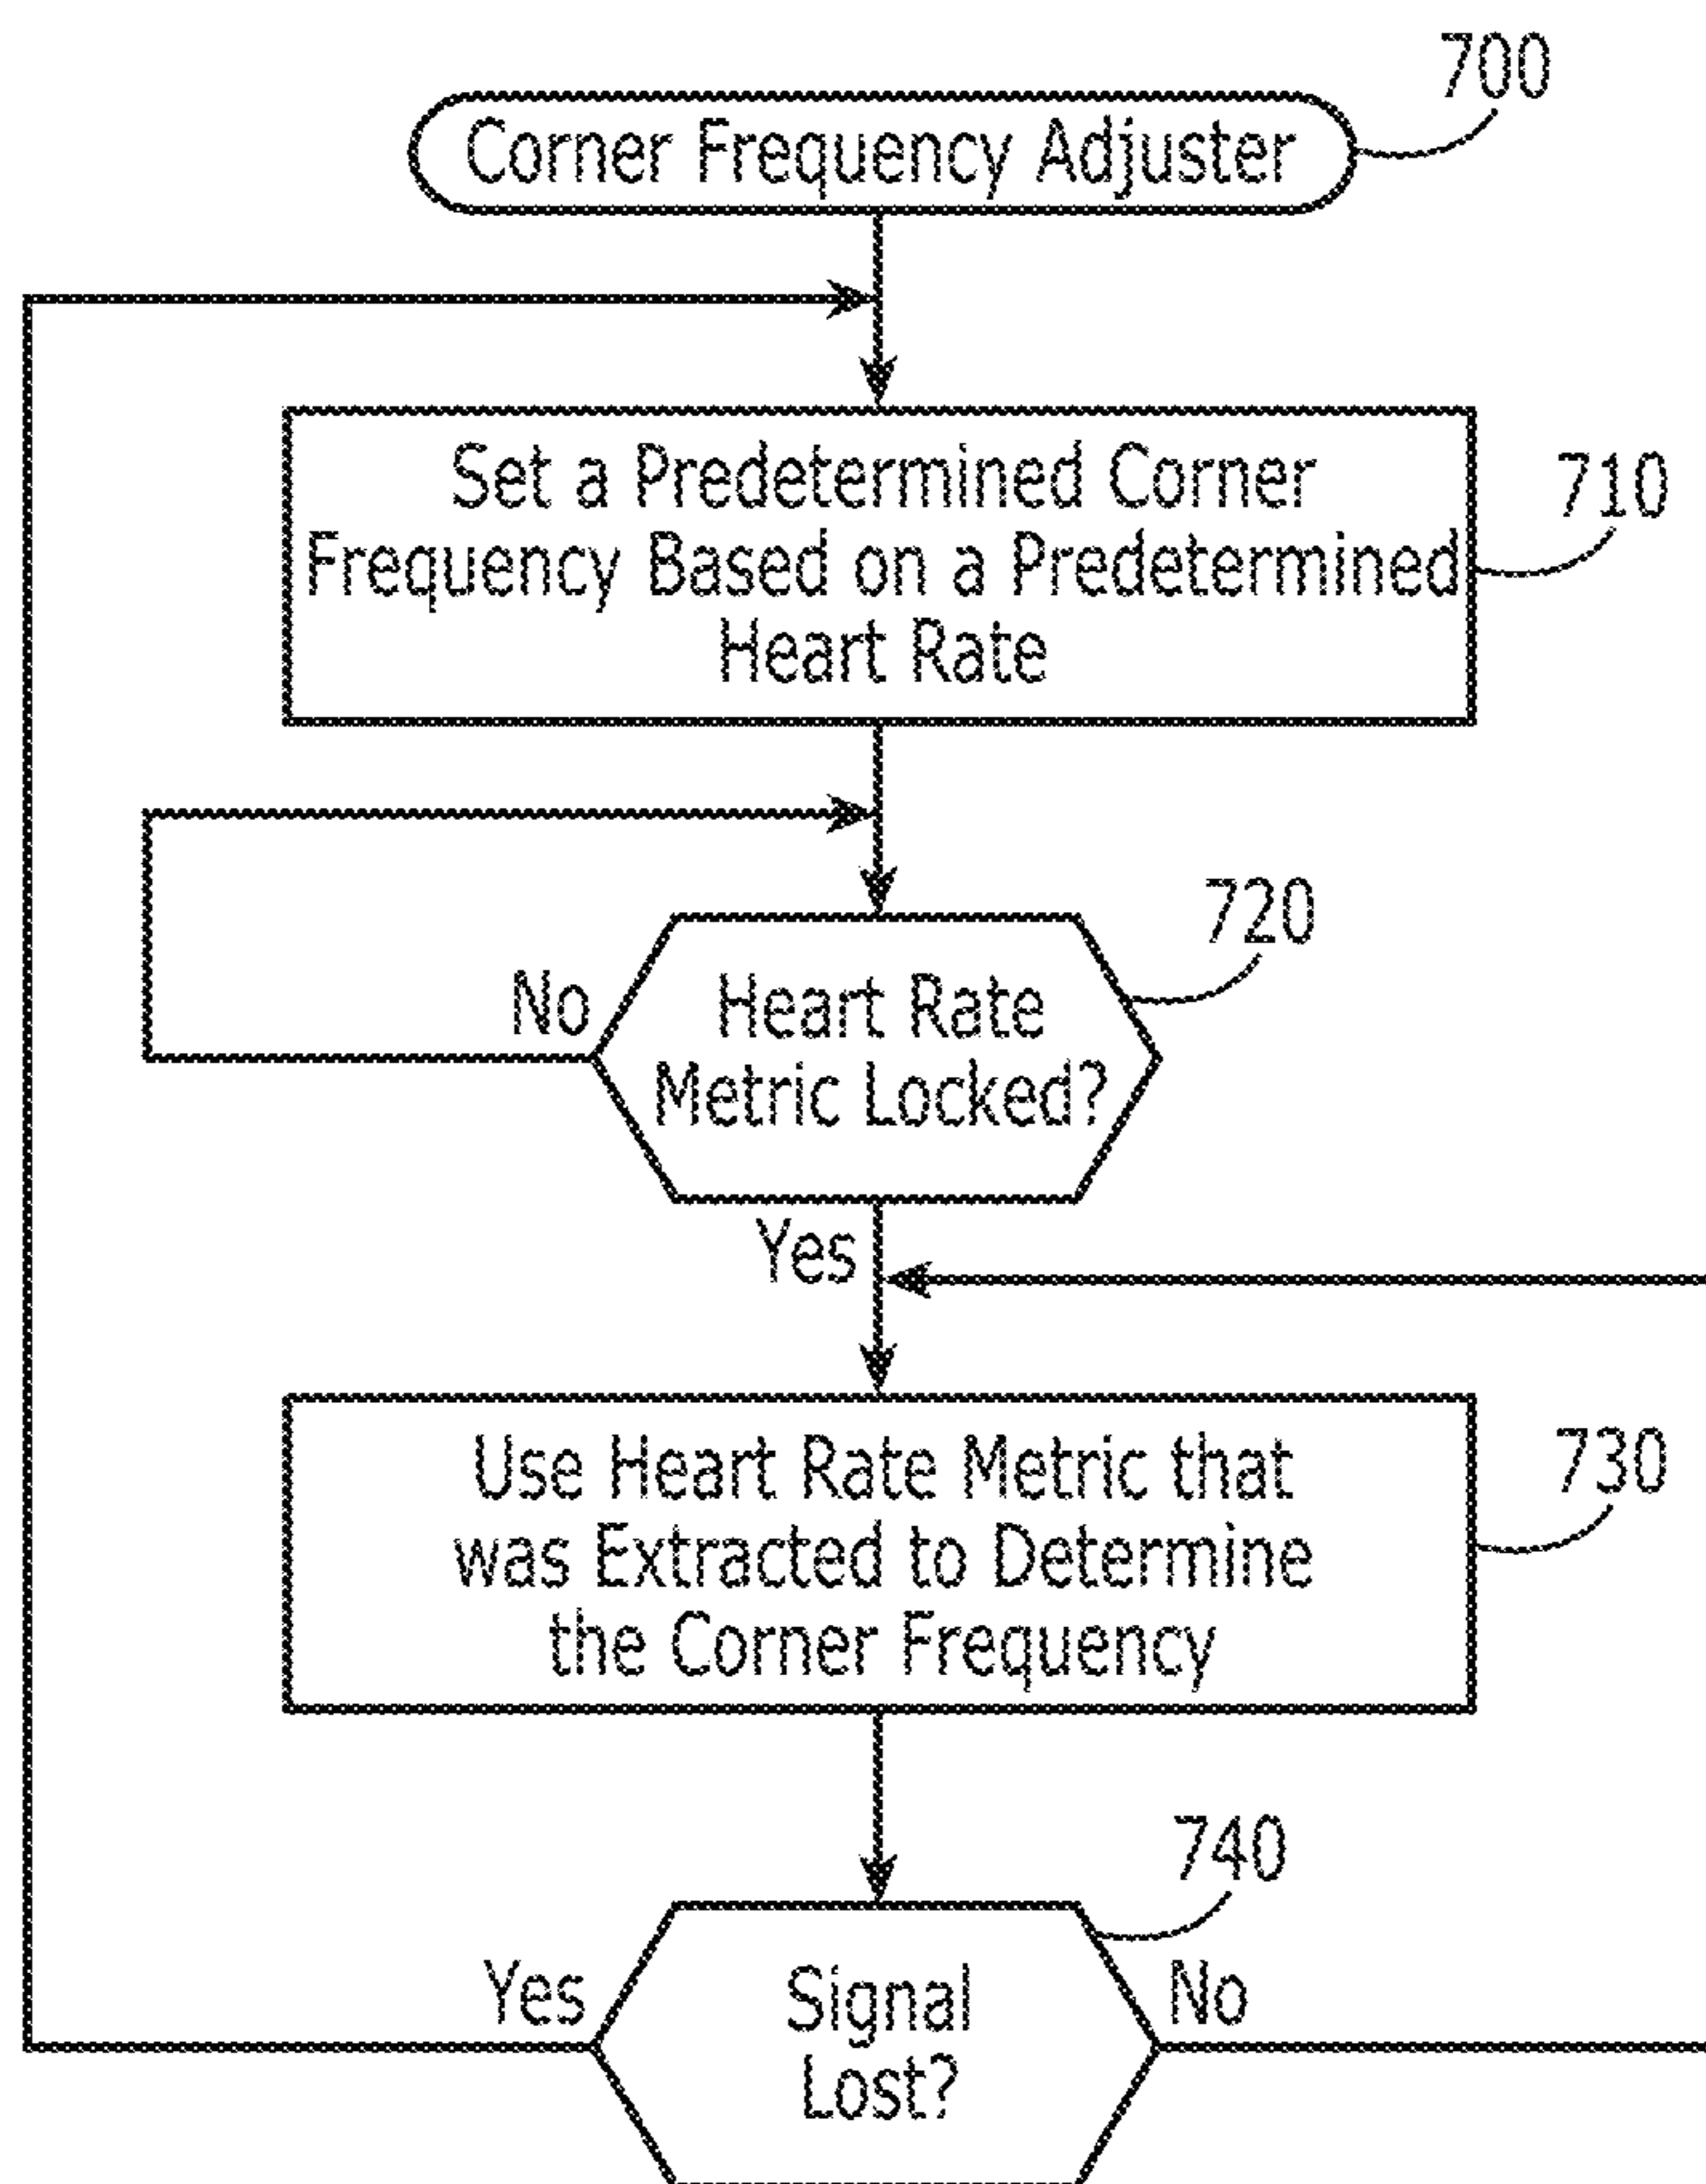 700
Corner Frequency Adjuster
Set a Predetermined Corner
Frequency Based on a Predetermined
Heart Rate
710
720
No
Heart Rate
Metric Locked?
Yes
Use Heart Rate Metric that
was Extracted to Determine
the Corner Frequency
730
740
Yes
Signal
Lost?
No